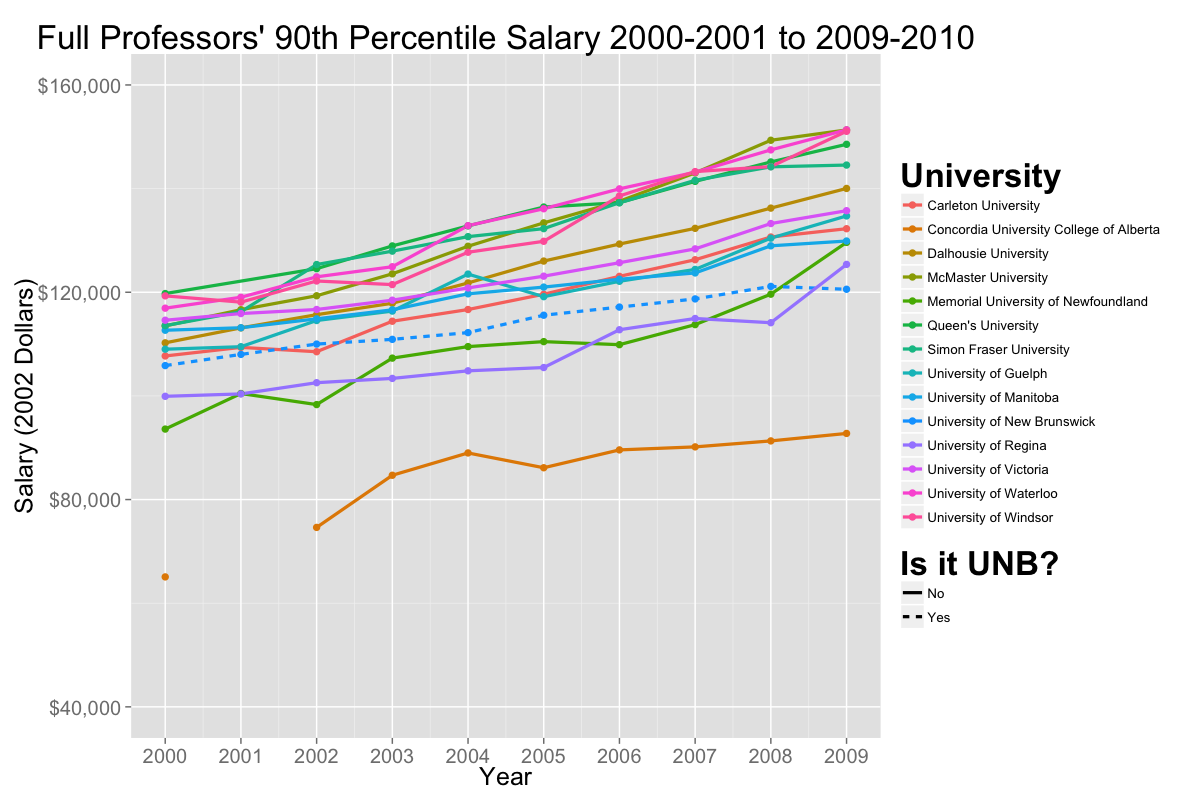 Full Professors' 90th Percentile Salary 2000-2001 to 2009-2010
Salary (2002 Dollars)
$160,000
$120,000
$80,000
$40,000
2000 2001 2002 2003 2004 2005 2006 2007 2008 2009
Year
University
Carleton University
Concordia University College of Alberta
Dalhousie University
McMaster University
Memorial University of Newfoundland
Queen's University
Simon Fraser University
University of Guelph
University of Manitoba
University of New Brunswick
University of Regina
University of Victoria
University of Waterloo
University of Windsor
Is it UNB?
No
Yes